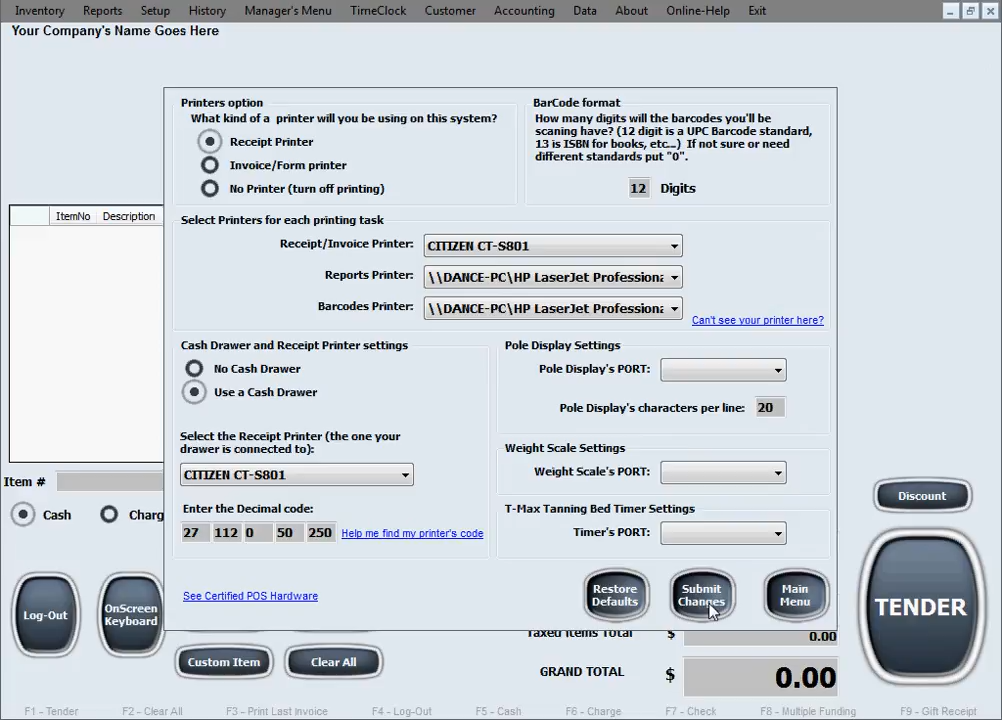 Inventory Reports Setup History Manager's Menu TimeClock Customer Accounting Data About Online-Help Exit
Your Company's Name Goes Here
Printers option
What kind of a printer will you be using on this system?
Receipt Printer
Invoice/Form printer
No Printer (turn off printing)
BarCode format
How many digits will the barcodes you'll be
scanning have? (12 digit is a UPC Barcode standard,
13 is ISBN for books, etc...) If not sure or need
different standards put "0".
12 Digits
ItemNo Description
Select Printers for each printing task
Receipt/Invoice Printer: CITIZEN CT-S801
Reports Printer: \\DANCE-PC\HP LaserJet Professiona
Barcodes Printer: \\DANCE-PC\HP LaserJet Professiona
Can't see your printer here?
Cash Drawer and Receipt Printer settings
No Cash Drawer
Use a Cash Drawer
Select the Receipt Printer (the one your
drawer is connected to):
CITIZEN CT-S801
Enter the Decimal code:
27 112 0 50 250 Help me find my printer's code
Pole Display Settings
Pole Display's PORT:
Pole Display's characters per line: 20
Weight Scale Settings
Weight Scale's PORT:
T-Max Tanning Bed Timer Settings
Timer's PORT:
See Certified POS Hardware
Restore
Defaults
Submit
Changes
Main
Menu
Item #
Cash Charg
Discount
Log-Out
OnScreen
Keyboard
TENDER
Custom Item Clear All
Taxed Items Total $ 0.00
GRAND TOTAL $ 0.00
F1 - Tender F2 - Clear All F3 - Print Last Invoice F4 - Log-Out F5 - Cash F6 - Charge F7 - Check F8 - Multiple Funding F9 - Gift Receipt